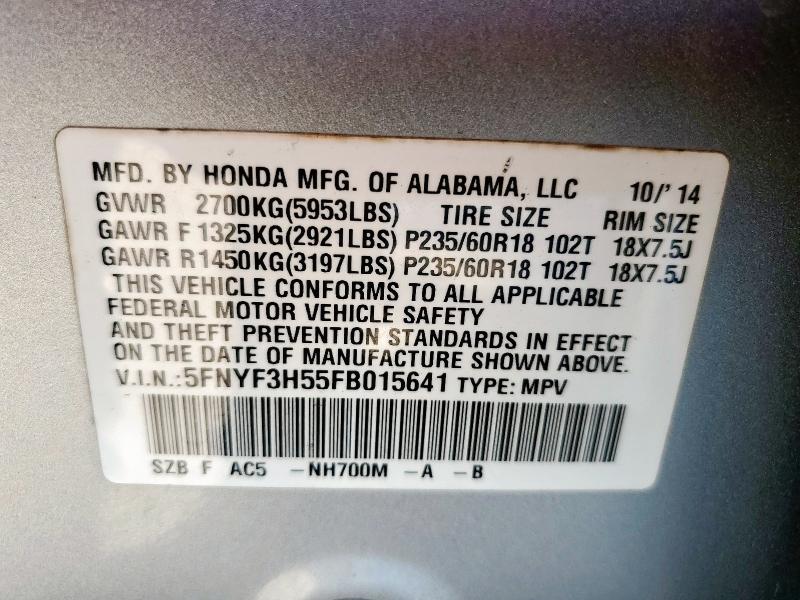 MFD. BY HONDA MFG. OF ALABAMA, LLC 10/'14
GVWR 2700KG(5953LBS) TIRE SIZE RIM SIZE
GAWR F 1325KG(2921LBS) P235/60R18 102T 18X7.5J
GAWR R1450KG(3197LBS) P235/60R18 102T 18X7.5J
THIS VEHICLE CONFORMS TO ALL APPLICABLE
FEDERAL MOTOR VEHICLE SAFETY
AND THEFT PREVENTION STANDARDS IN EFFECT
ON THE DATE OF MANUFACTURE SHOWN ABOVE.
V.I.N.:5FNYF3H55FB015641 TYPE: MPV
SZB F AC5 -NH700M -A -B